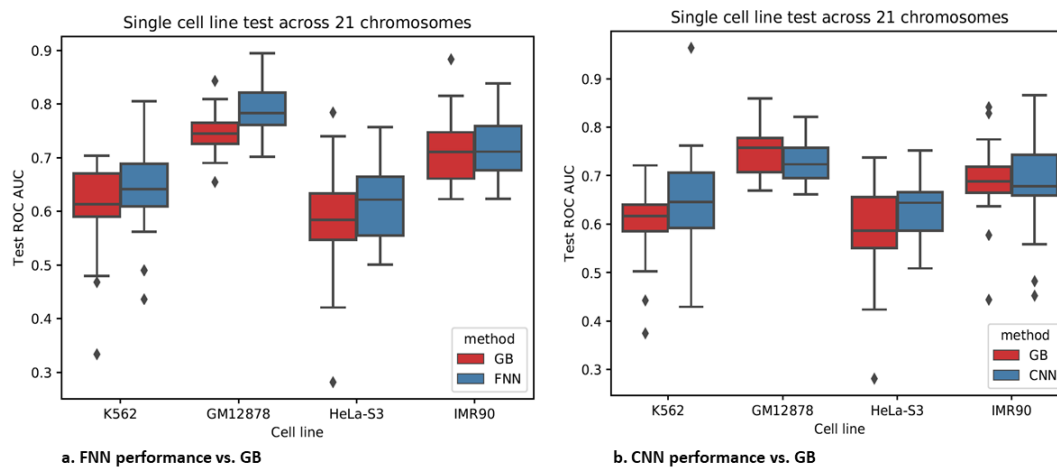 a.
Single cell line test across 21 chromosomes
Test ROC AUC
0.9
0.8
0.7
0.6
0.5
0.4
0.3
method
GB
FNN
K562
GM12878
HeLa-S3
IMR90
Cell line
a. FNN performance vs. GB
b.
Single cell line test across 21 chromosomes
Test ROC AUC
0.9
0.8
0.7
0.6
0.5
0.4
0.3
method
GB
CNN
K562
GM12878
HeLa-S3
IMR90
Cell line
b. CNN performance vs. GB